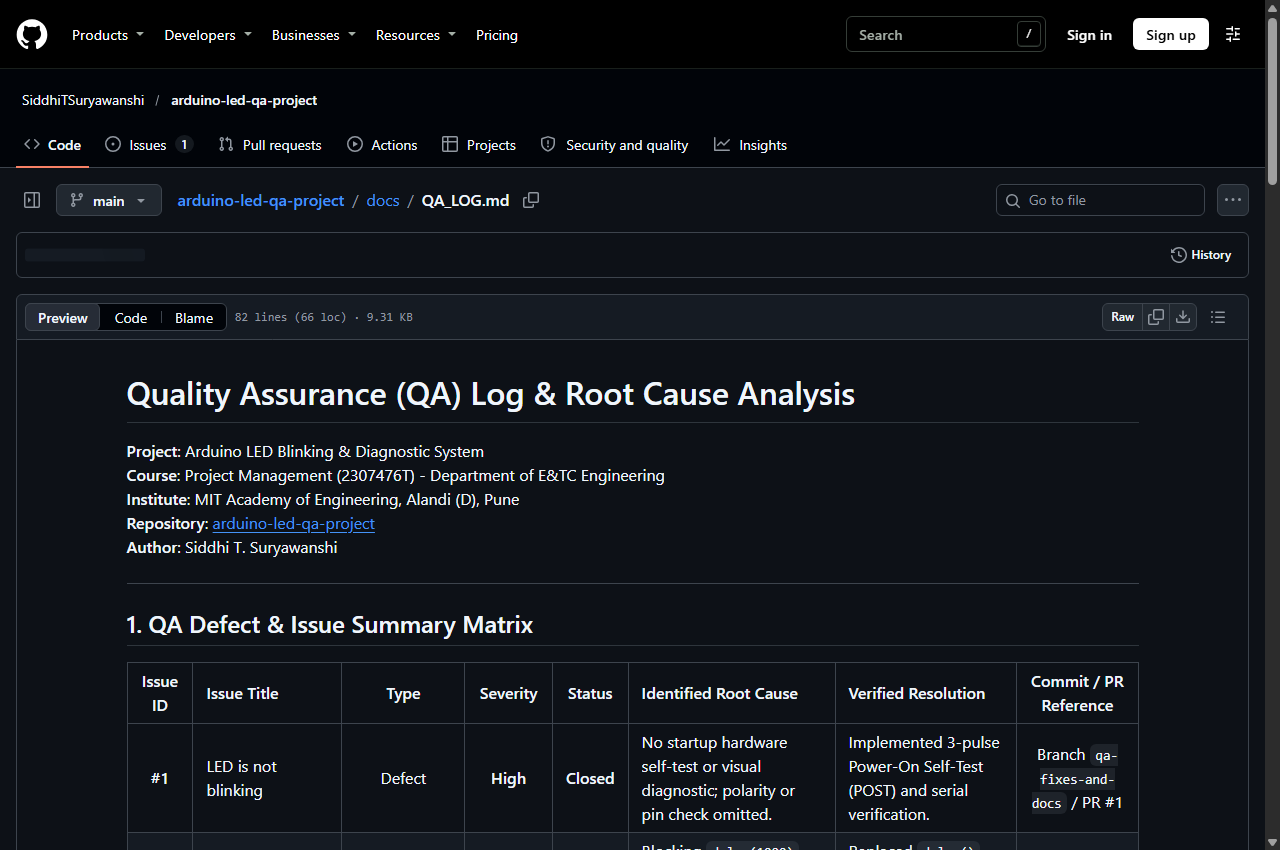 Products Developers Businesses Resources Pricing Search / Sign in Sign up
SiddhiTSuryawanshi / arduino-led-qa-project
Code Issues 1 Pull requests Actions Projects Security and quality Insights
main arduino-led-qa-project / docs / QA_LOG.md Go to file
History
Preview Code Blame 82 lines (66 loc) · 9.31 KB Raw
Quality Assurance (QA) Log & Root Cause Analysis
Project: Arduino LED Blinking & Diagnostic System
Course: Project Management (2307476T) - Department of E&TC Engineering
Institute: MIT Academy of Engineering, Alandi (D), Pune
Repository: arduino-led-qa-project
Author: Siddhi T. Suryawanshi
1. QA Defect & Issue Summary Matrix
Issue ID
Issue Title
Type
Severity
Status
Identified Root Cause
Verified Resolution
Commit / PR
Reference
#1
LED is not
blinking
Defect
High
Closed
No startup hardware
self-test or visual
diagnostic; polarity or
pin check omitted.
Implemented 3-pulse
Power-On Self-Test
(POST) and serial
verification.
Branch qa-
fixes-and-
docs / PR #1